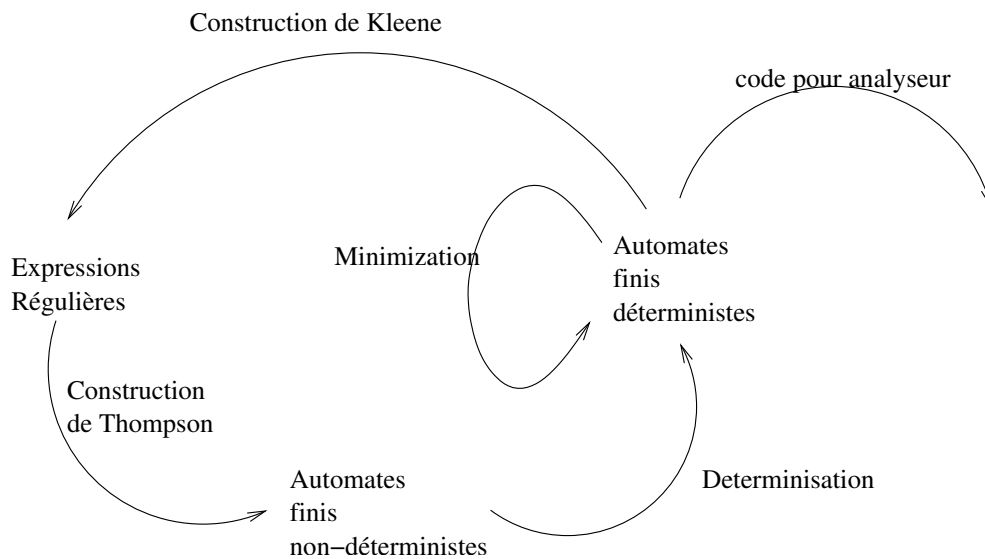 Construction de Kleene
code pour analyseur
Minimization
Automates
finis
déterministes
Expressions
Régulières
Construction
de Thompson
Automates
finis
non−déterministes
Determinisation